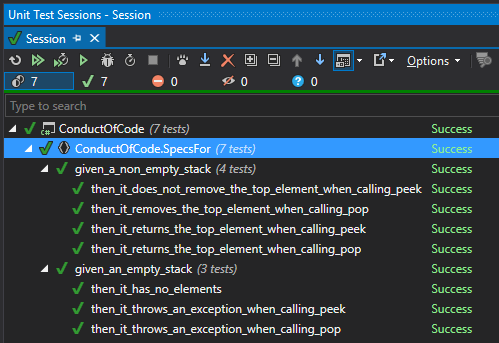 Unit Test Sessions - Session
Session
Options
7 7 0 0 0
Type to search
ConductOfCode (7 tests) Success
ConductOfCode.SpecsFor (7 tests) Success
given_a_non_empty_stack (4 tests) Success
then_it_does_not_remove_the_top_element_when_calling_peek Success
then_it_removes_the_top_element_when_calling_pop Success
then_it_returns_the_top_element_when_calling_peek Success
then_it_returns_the_top_element_when_calling_pop Success
given_an_empty_stack (3 tests) Success
then_it_has_no_elements Success
then_it_throws_an_exception_when_calling_peek Success
then_it_throws_an_exception_when_calling_pop Success